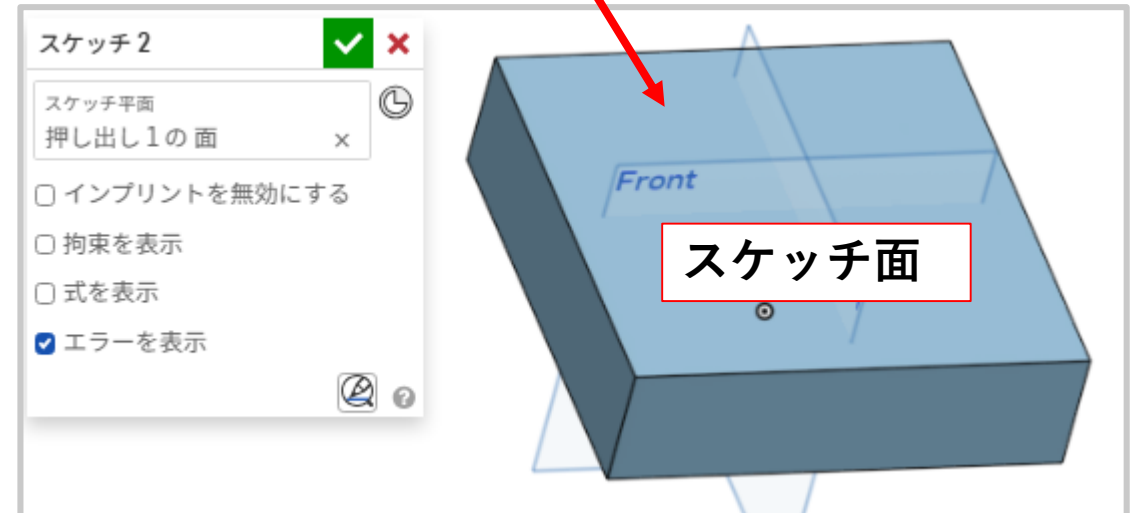 スケッチ 2
スケッチ平面
押し出し 1 の 面
インプリントを無効にする
拘束を表示
式を表示
エラーを表示
Front
スケッチ面